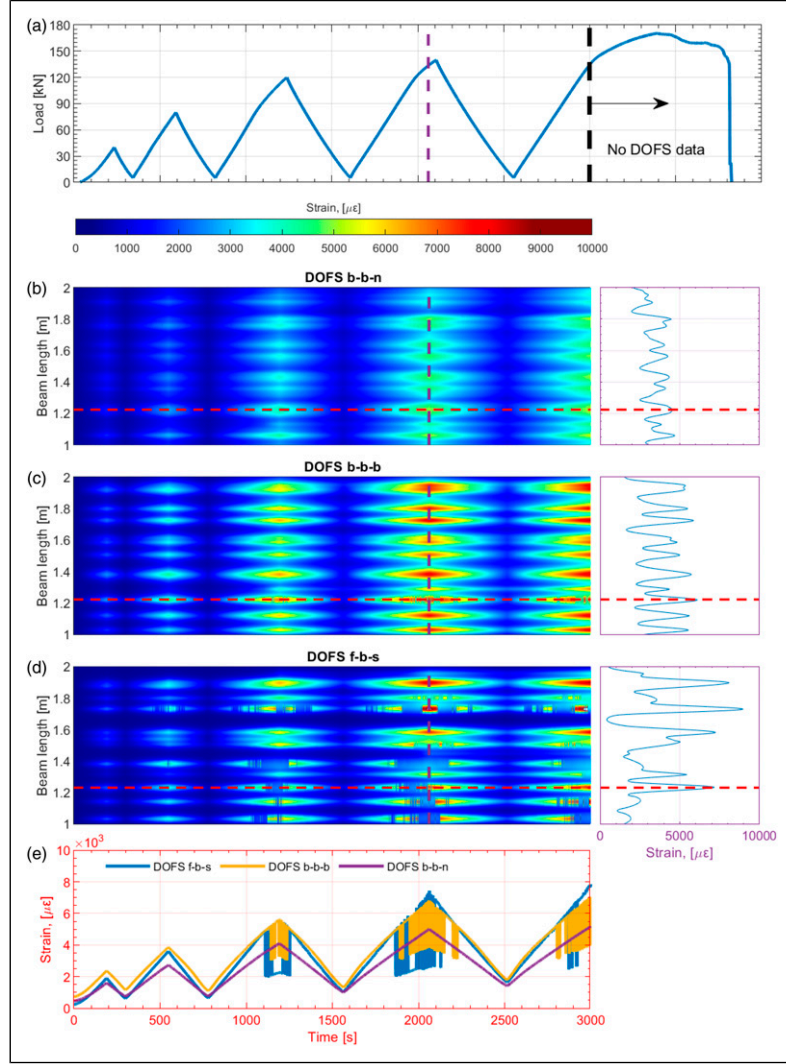 (a)
180
150
120
90
60
30
0
Load [kN]
No DOFS data
Strain, [με]
0 1000 2000 3000 4000 5000 6000 7000 8000 9000 10000
(b)
DOFS b-b-n
2
1.8
1.6
1.4
1.2
1
Beam length [m]
(c)
DOFS b-b-b
2
1.8
1.6
1.4
1.2
1
Beam length [m]
(d)
DOFS f-b-s
2
1.8
1.6
1.4
1.2
1
Beam length [m]
0 5000 10000
Strain, [με]
(e)
×10³
10
8
6
4
2
0
Strain, [με]
DOFS f-b-s DOFS b-b-b DOFS b-b-n
0 500 1000 1500 2000 2500 3000
Time [s]